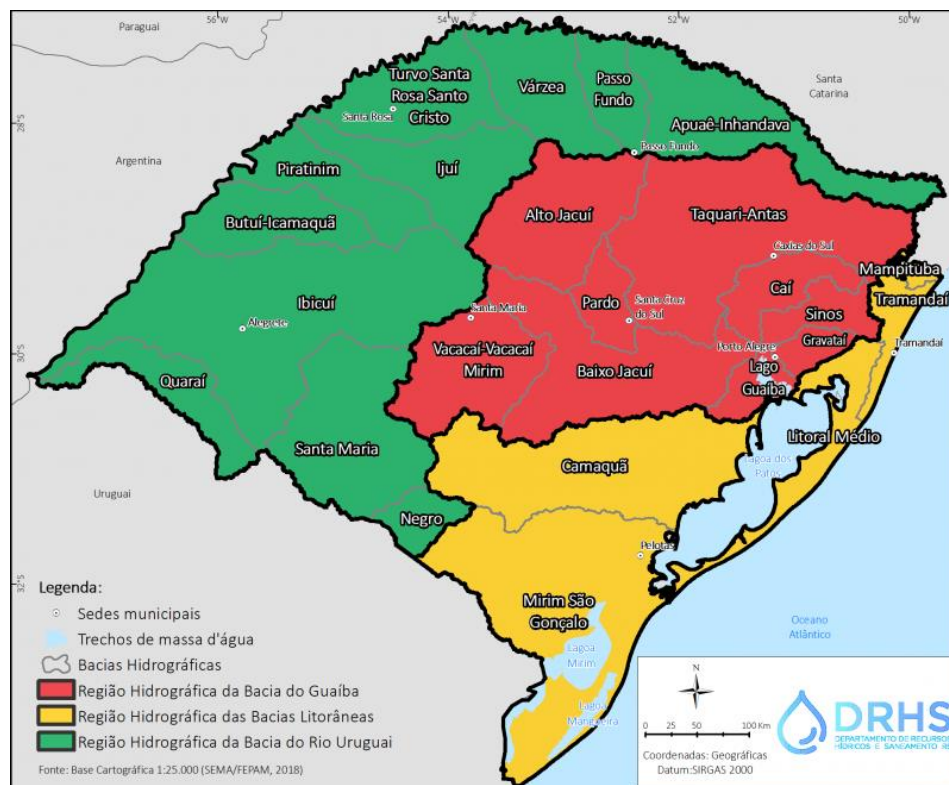 56°W
54°W
52°W
50°W
Paraguai
Santa
Catarina
28°S
Argentina
Turvo Santa
Rosa Santo
Cristo
Santa Rosa
Várzea
Passo
Fundo
Apuaê-Inhandava
Passo Fundo
Piratinim
Ijuí
Butuí-Icamaquã
Alto Jacuí
Taquari-Antas
Caxias do Sul
Mampituba
Tramandaí
Ibicuí
Alegrete
Santa Maria
Pardo
Santa Cruz
do Sul
Caí
Sinos
Gravataí
Tramandaí
30°S
Porto Alegre
Vacacaí-Vacacaí
Mirim
Baixo Jacuí
Lago
Guaíba
Quaraí
Litoral Médio
Santa Maria
Camaquã
Lagoa dos
Patos
Uruguai
Negro
Pelotas
32°S
Mirim São
Gonçalo
Lagoa
Mirim
Lagoa
Mangueira
Oceano
Atlântico
Legenda:
Sedes municipais
Trechos de massa d'água
Bacias Hidrográficas
Região Hidrográfica da Bacia do Guaíba
Região Hidrográfica das Bacias Litorâneas
Região Hidrográfica da Bacia do Rio Uruguai
Fonte: Base Cartográfica 1:25.000 (SEMA/FEPAM, 2018)
N
0 25 50 100 Km
Coordenadas: Geográficas
Datum:SIRGAS 2000
DRHS
DEPARTAMENTO DE RECURSOS
HÍDRICOS E SANEAMENTO RS